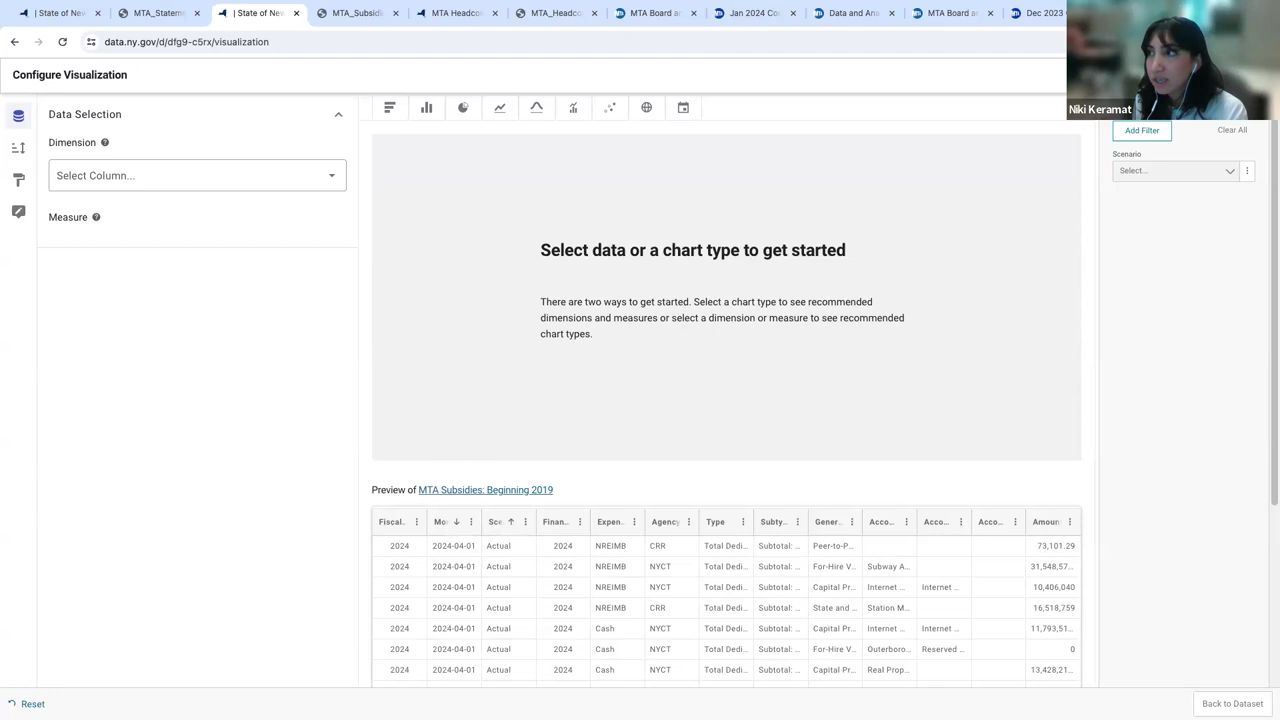 | State of Nev
MTA_Statem
| State of Nev
MTA_Subsidi
MTA Headco
MTA_Headco
MTA Board ar
Jan 2024 Co
Data and Ana
MTA Board ar
Dec 2023
data.ny.gov/d/dfg9-c5rx/visualization
Configure Visualization
Niki Keramat
Data Selection
Add Filter
Clear All
Dimension
Scenario
Select Column...
Select...
Measure
Select data or a chart type to get started
There are two ways to get started. Select a chart type to see recommended
dimensions and measures or select a dimension or measure to see recommended
chart types.
Preview of MTA Subsidies: Beginning 2019
Fiscal.. Mo Sce Finan... Expen.. Agency Type Subty... Gener.. Acco... Acco... Acco... Amoun
2024 2024-04-01 Actual 2024 NREIMB CRR Total Dedi... Subtotal: ... Peer-to-P... 73,101.29
2024 2024-04-01 Actual 2024 NREIMB NYCT Total Dedi... Subtotal: ... For-Hire V... Subway A... 31,548,57...
2024 2024-04-01 Actual 2024 NREIMB NYCT Total Dedi... Subtotal: ... Capital Pr... Internet ... Internet ... 10,406,040
2024 2024-04-01 Actual 2024 NREIMB CRR Total Dedi... Subtotal: ... State and ... Station M... 16,518,759
2024 2024-04-01 Actual 2024 Cash NYCT Total Dedi... Subtotal: ... Capital Pr... Internet ... Internet ... 11,793,51...
2024 2024-04-01 Actual 2024 Cash NYCT Total Dedi... Subtotal: ... For-Hire V... Outerboro... Reserved ... 0
2024 2024-04-01 Actual 2024 Cash NYCT Total Dedi... Subtotal: ... Capital Pr... Real Prop... 13,428,21...
Reset
Back to Dataset